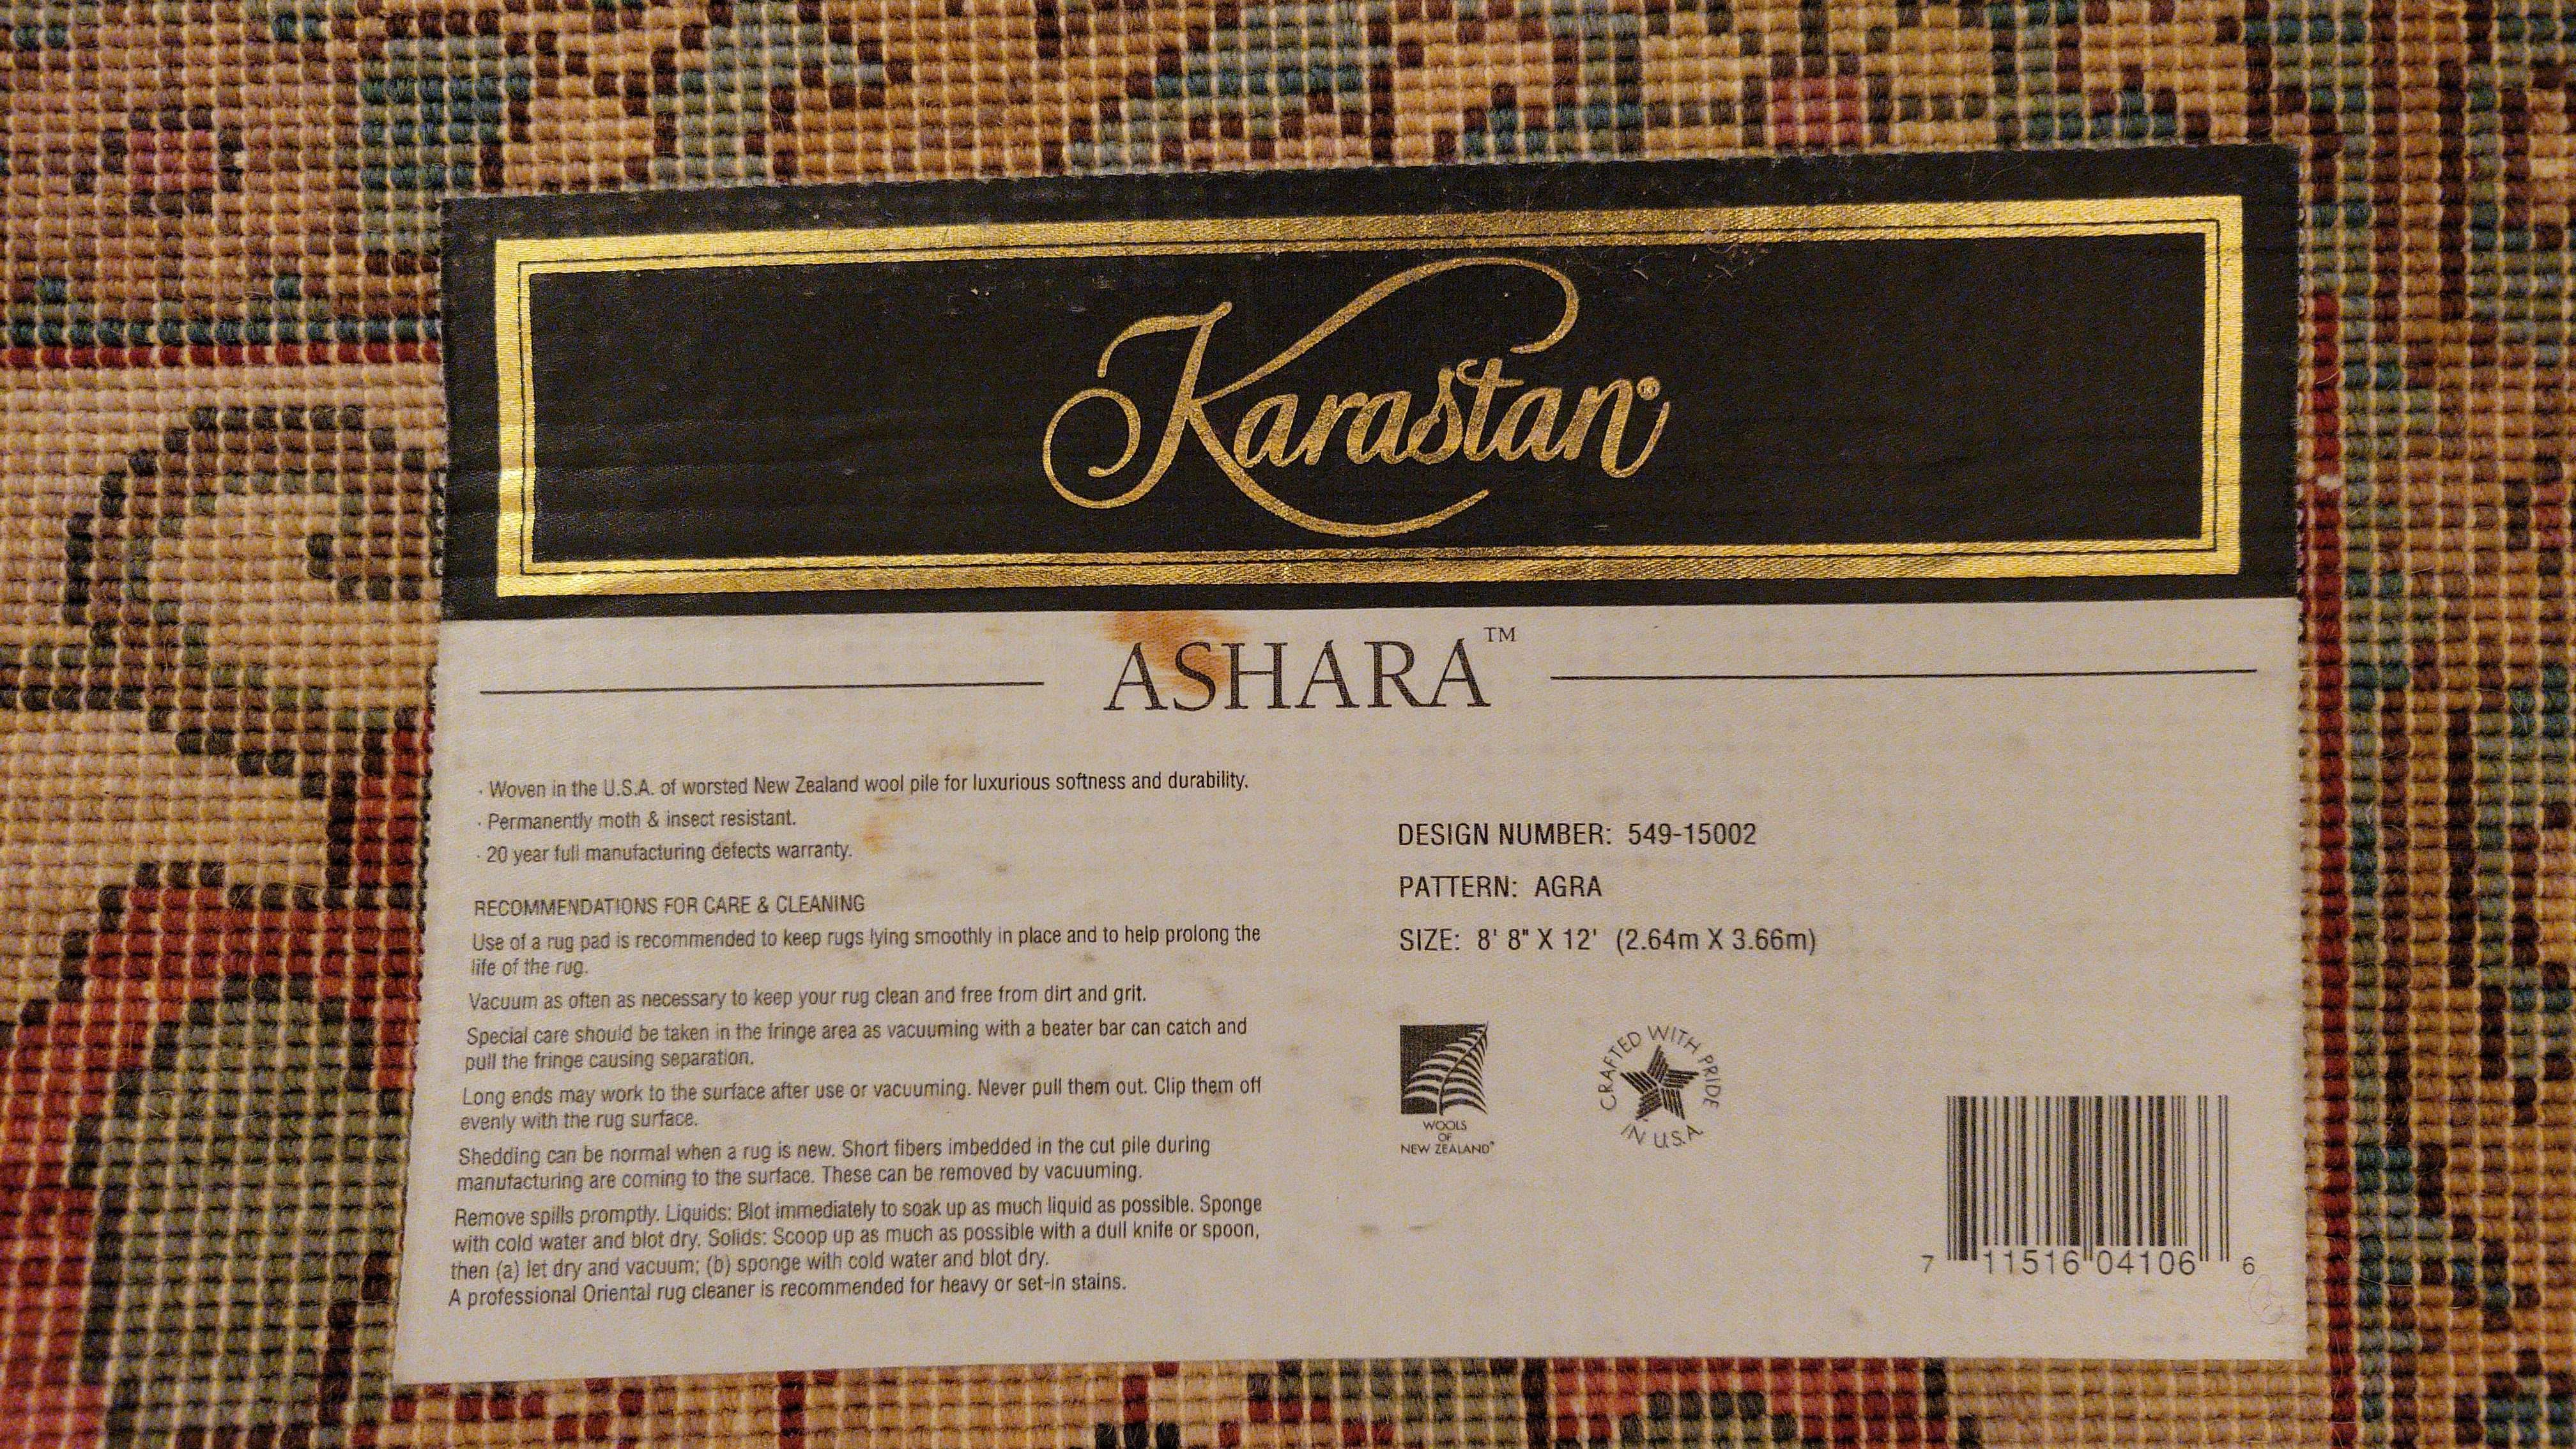 Karastan®
ASHARA™
· Woven in the U.S.A. of worsted New Zealand wool pile for luxurious softness and durability.
· Permanently moth & insect resistant.
· 20 year full manufacturing defects warranty.
RECOMMENDATIONS FOR CARE & CLEANING
Use of a rug pad is recommended to keep rugs lying smoothly in place and to help prolong the
life of the rug.
Vacuum as often as necessary to keep your rug clean and free from dirt and grit.
Special care should be taken in the fringe area as vacuuming with a beater bar can catch and
pull the fringe causing separation.
Long ends may work to the surface after use or vacuuming. Never pull them out. Clip them off
evenly with the rug surface.
Shedding can be normal when a rug is new. Short fibers imbedded in the cut pile during
manufacturing are coming to the surface. These can be removed by vacuuming.
Remove spills promptly. Liquids: Blot immediately to soak up as much liquid as possible. Sponge
with cold water and blot dry. Solids: Scoop up as much as possible with a dull knife or spoon,
then (a) let dry and vacuum; (b) sponge with cold water and blot dry.
A professional Oriental rug cleaner is recommended for heavy or set-in stains.
DESIGN NUMBER: 549-15002
PATTERN: AGRA
SIZE: 8' 8" X 12' (2.64m X 3.66m)
WOOLS
OF
NEW ZEALAND®
CRAFTED WITH PRIDE
IN U.S.A.
7 11516 04106 6